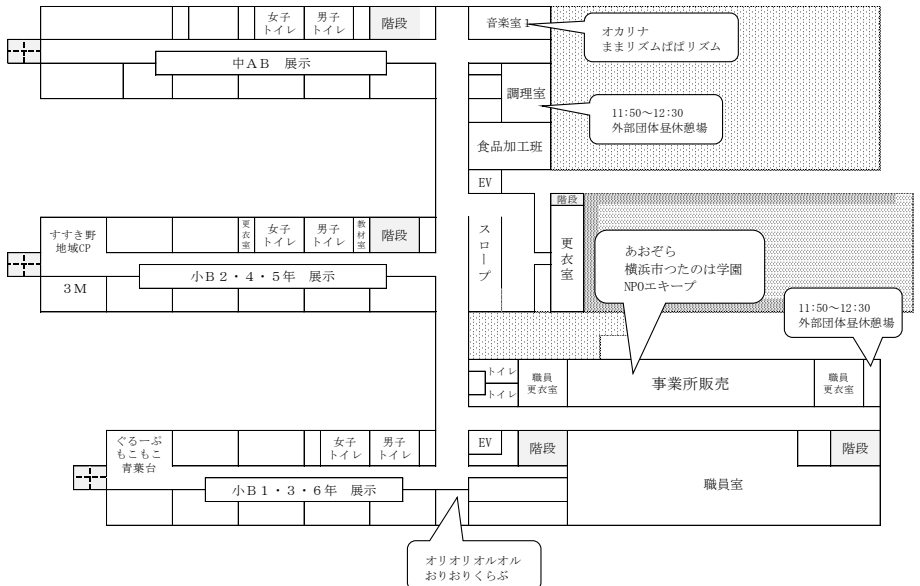 女子
トイレ
男子
トイレ
階段
音楽室1
オカリナ
ままリズムぱぱリズム
中AB 展示
調理室
11:50~12:30
外部団体昼休憩場
食品加工班
EV
階段
すすき野
地域CP
更衣室
女子
トイレ
男子
トイレ
教材室
階段
スロープ
更衣室
あおぞら
横浜市つたのは学園
NPOエキープ
小B2・4・5年 展示
3M
11:50~12:30
外部団体昼休憩場
トイレ
トイレ
職員
更衣室
事業所販売
職員
更衣室
ぐるーぷ
もこもこ
青葉台
女子
トイレ
男子
トイレ
EV
階段
階段
小B1・3・6年 展示
職員室
オリオリオルオル
おりおりくらぶ